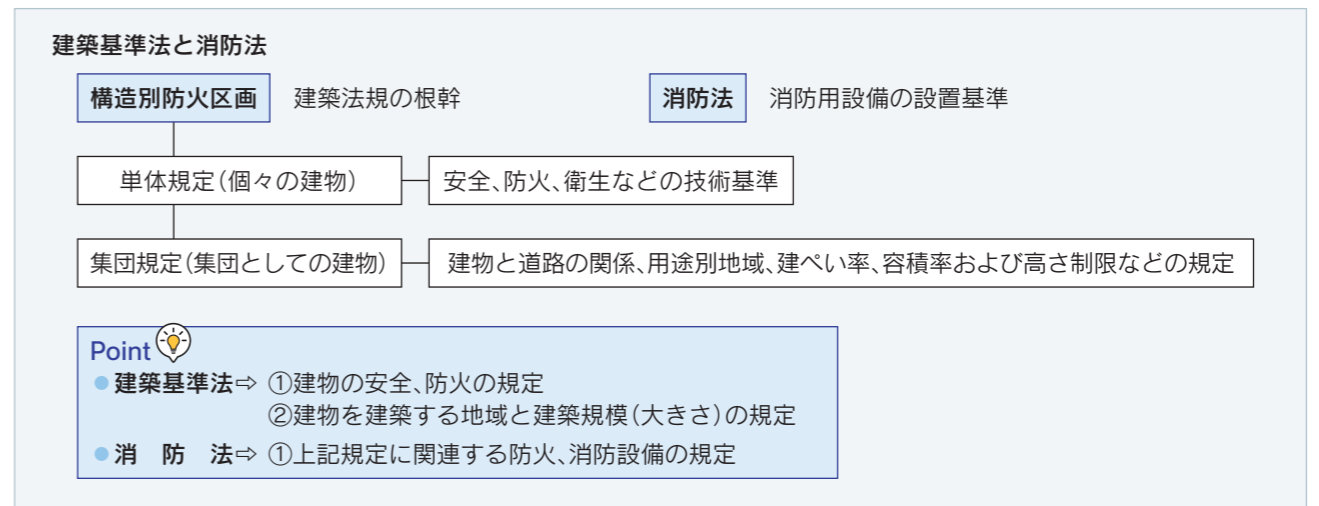 建築基準法と消防法
構造別防火区画 建築法規の根幹 消防法 消防用設備の設置基準
単体規定(個々の建物) 安全、防火、衛生などの技術基準
集団規定(集団としての建物) 建物と道路の関係、用途別地域、建ぺい率、容積率および高さ制限などの規定
Point
●建築基準法⇨ ①建物の安全、防火の規定
②建物を建築する地域と建築規模(大きさ)の規定
●消 防 法⇨ ①上記規定に関連する防火、消防設備の規定